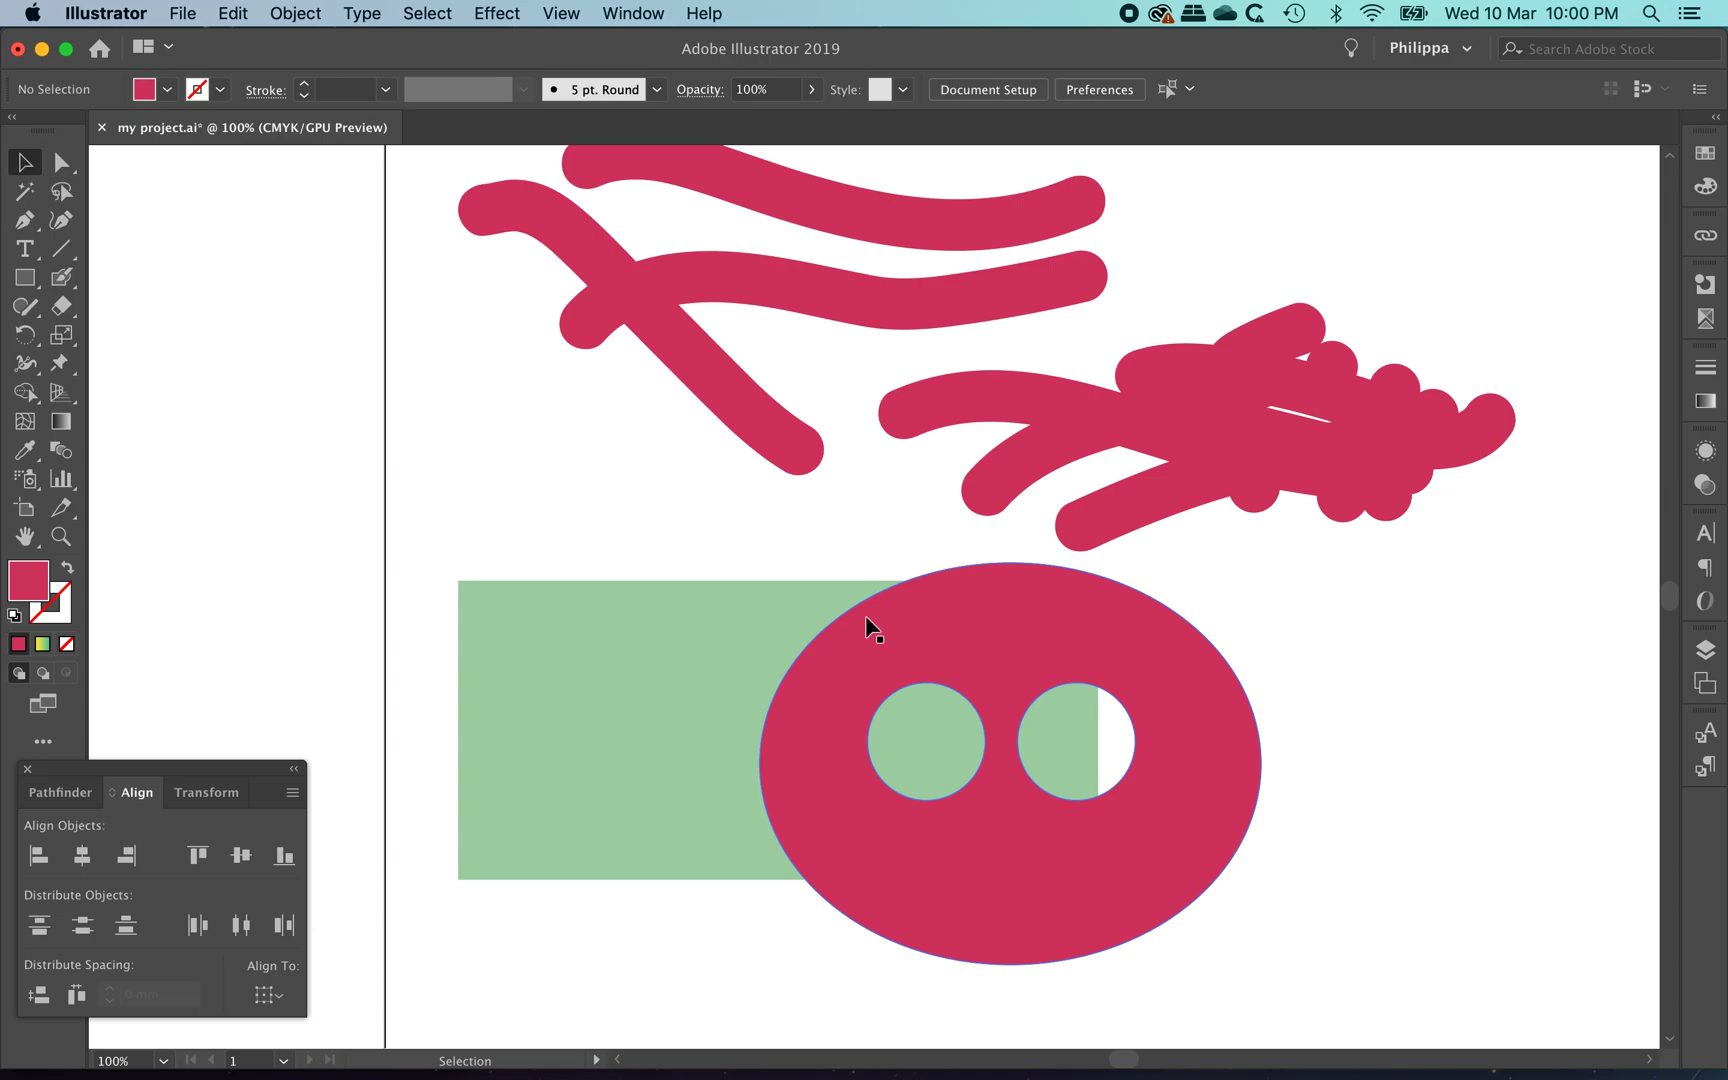 Illustrator File Edit Object Type Select Effect View Window Help Wed 10 Mar 10:00 PM
Adobe Illustrator 2019 Philippa Search Adobe Stock
No Selection Stroke: 5 pt. Round Opacity: 100% Style: Document Setup Preferences
my project.ai* @ 100% (CMYK/GPU Preview)
Pathfinder Align Transform
Align Objects:
Distribute Objects:
Distribute Spacing: Align To:
0 mm
100% 1 Selection